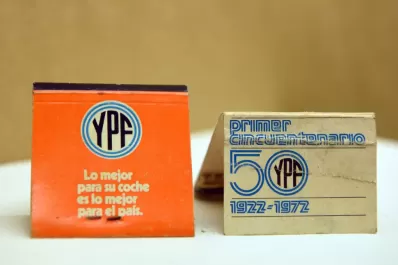 YPF
Lo mejor
para su coche
es lo mejor
para el país.
primer
cincuentenario
50 YPF
1922-1972